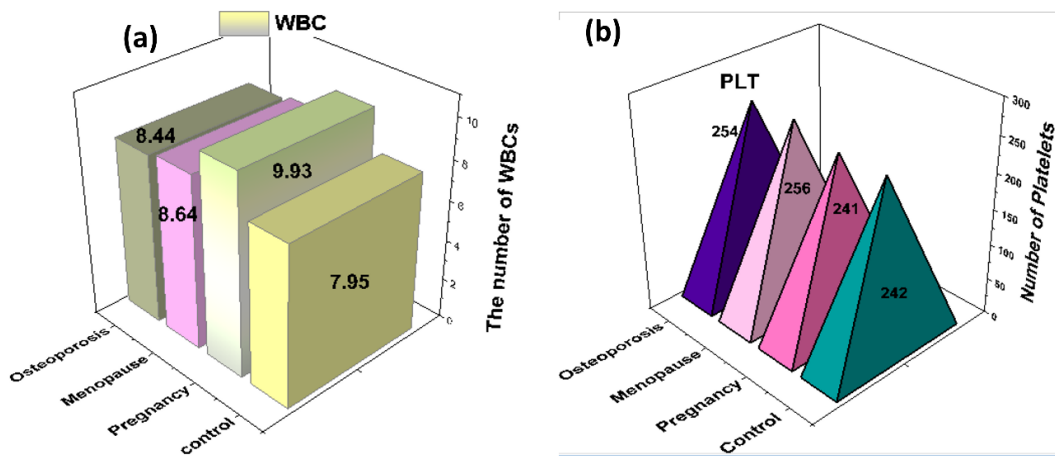 (a)
WBC
8.44
8.64
9.93
7.95
10
8
6
4
2
0
The number of WBCs
Osteoporosis
Menopause
Pregnancy
control
(b)
PLT
254
256
241
242
300
250
200
150
100
50
0
Number of Platelets
Osteoporosis
Menopause
Pregnancy
Control